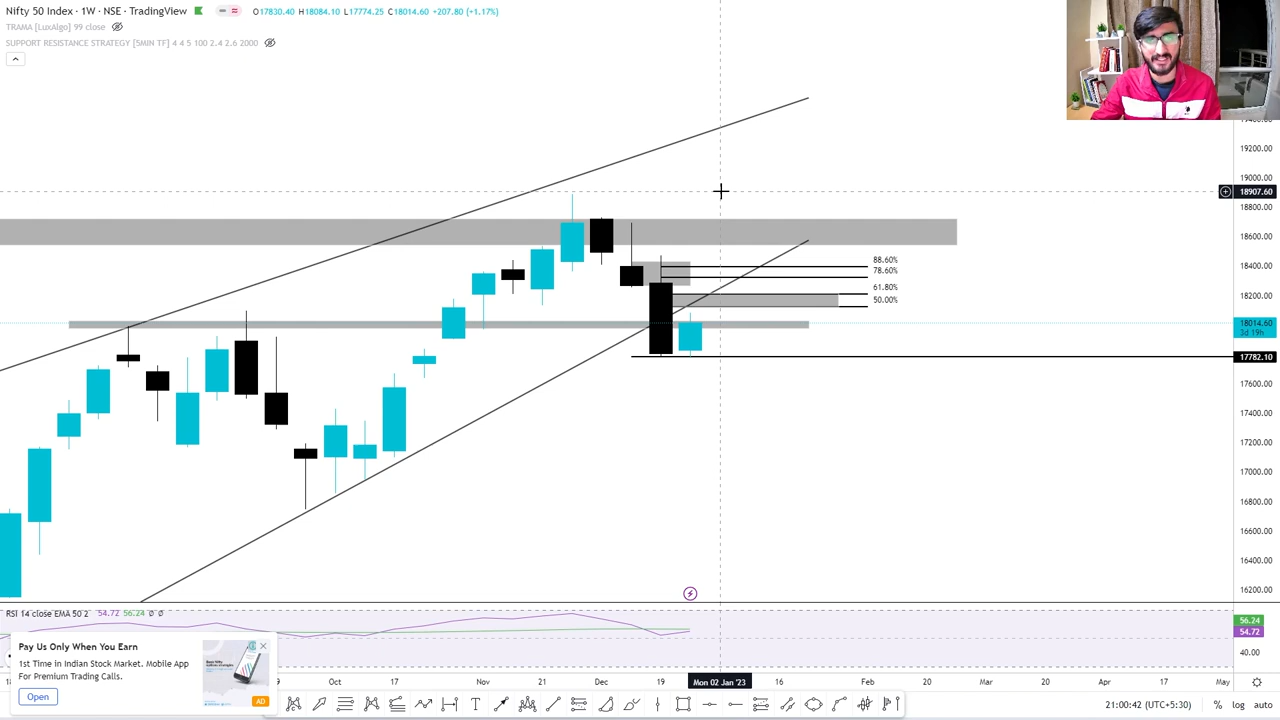 Nifty 50 Index · 1W · NSE - TradingView O17830.40 H18084.10 L17774.25 C18014.60 +207.80 (+1.17%)
TRAMA [LuxAlgo] 99 close
SUPPORT RESISTANCE STRATEGY [5MIN TF] 4 4 5 100 2.4 2.6 2000
19200.00
19000.00
18907.60
18800.00
18600.00
88.60%
18400.00
78.60%
61.80%
18200.00
50.00%
18014.60
3d 19h
17782.10
17600.00
17400.00
17200.00
17000.00
16800.00
16600.00
16400.00
16200.00
RSI 14 close EMA 50 2 54.72 56.24 ∅ ∅
56.24
54.72
40.00
Pay Us Only When You Earn
1st Time in Indian Stock Market. Mobile App
For Premium Trading Calls.
Open
AD
Oct 17 Nov 14 Dec 19 Mon 02 Jan '23 16 Feb 20 Mar 20 Apr 17 May
21:00:42 (UTC+5:30) % log auto